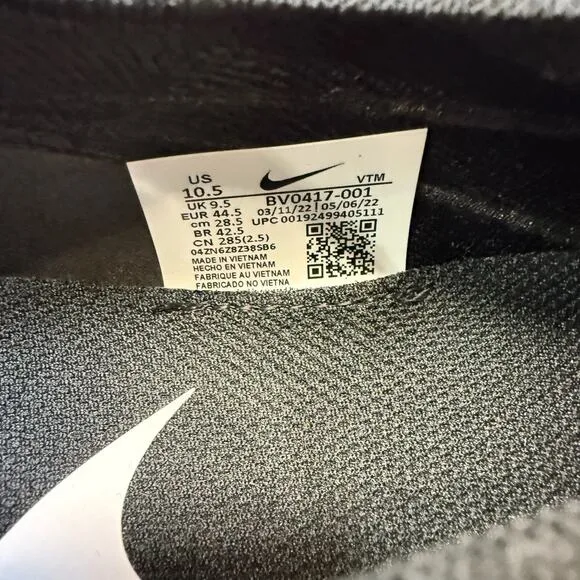 US
10.5 VTM
UK 9.5 BV0417-001
EUR 44.5 03/11/22 | 05/06/22
cm 28.5 UPC 00192499405111
BR 42.5
CN 285(2.5)
04ZN6Z8Z38SB6
MADE IN VIETNAM
HECHO EN VIETNAM
FABRIQUE AU VIETNAM
FABRICADO NO VIETNA